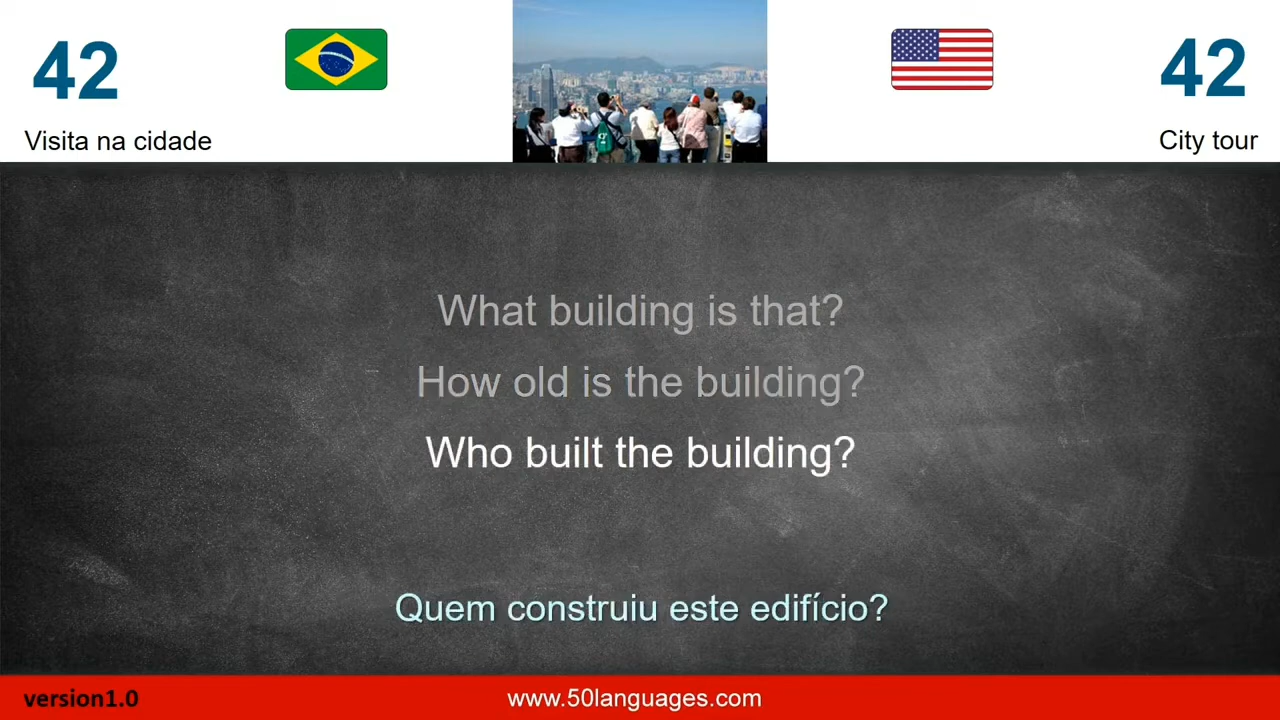 42
Visita na cidade
42
City tour
What building is that?
How old is the building?
Who built the building?
Quem construiu este edifício?
version1.0
www.50languages.com